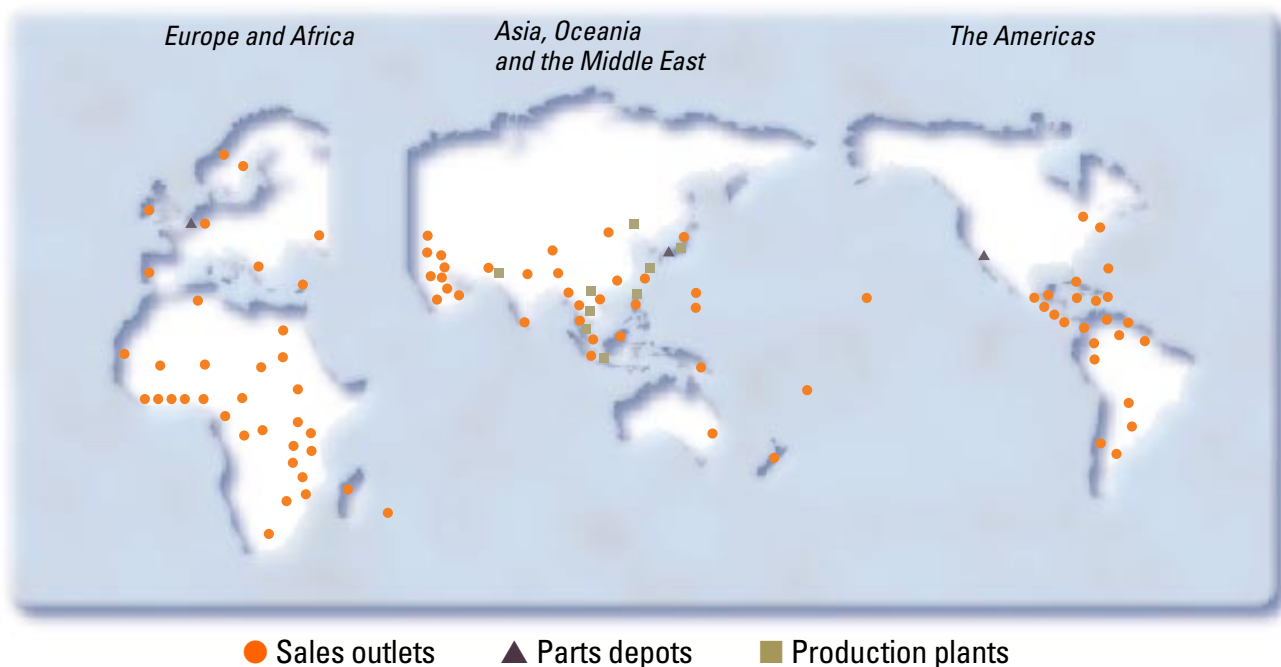 Europe and Africa
Asia, Oceania
and the Middle East
The Americas
Sales outlets
Parts depots
Production plants